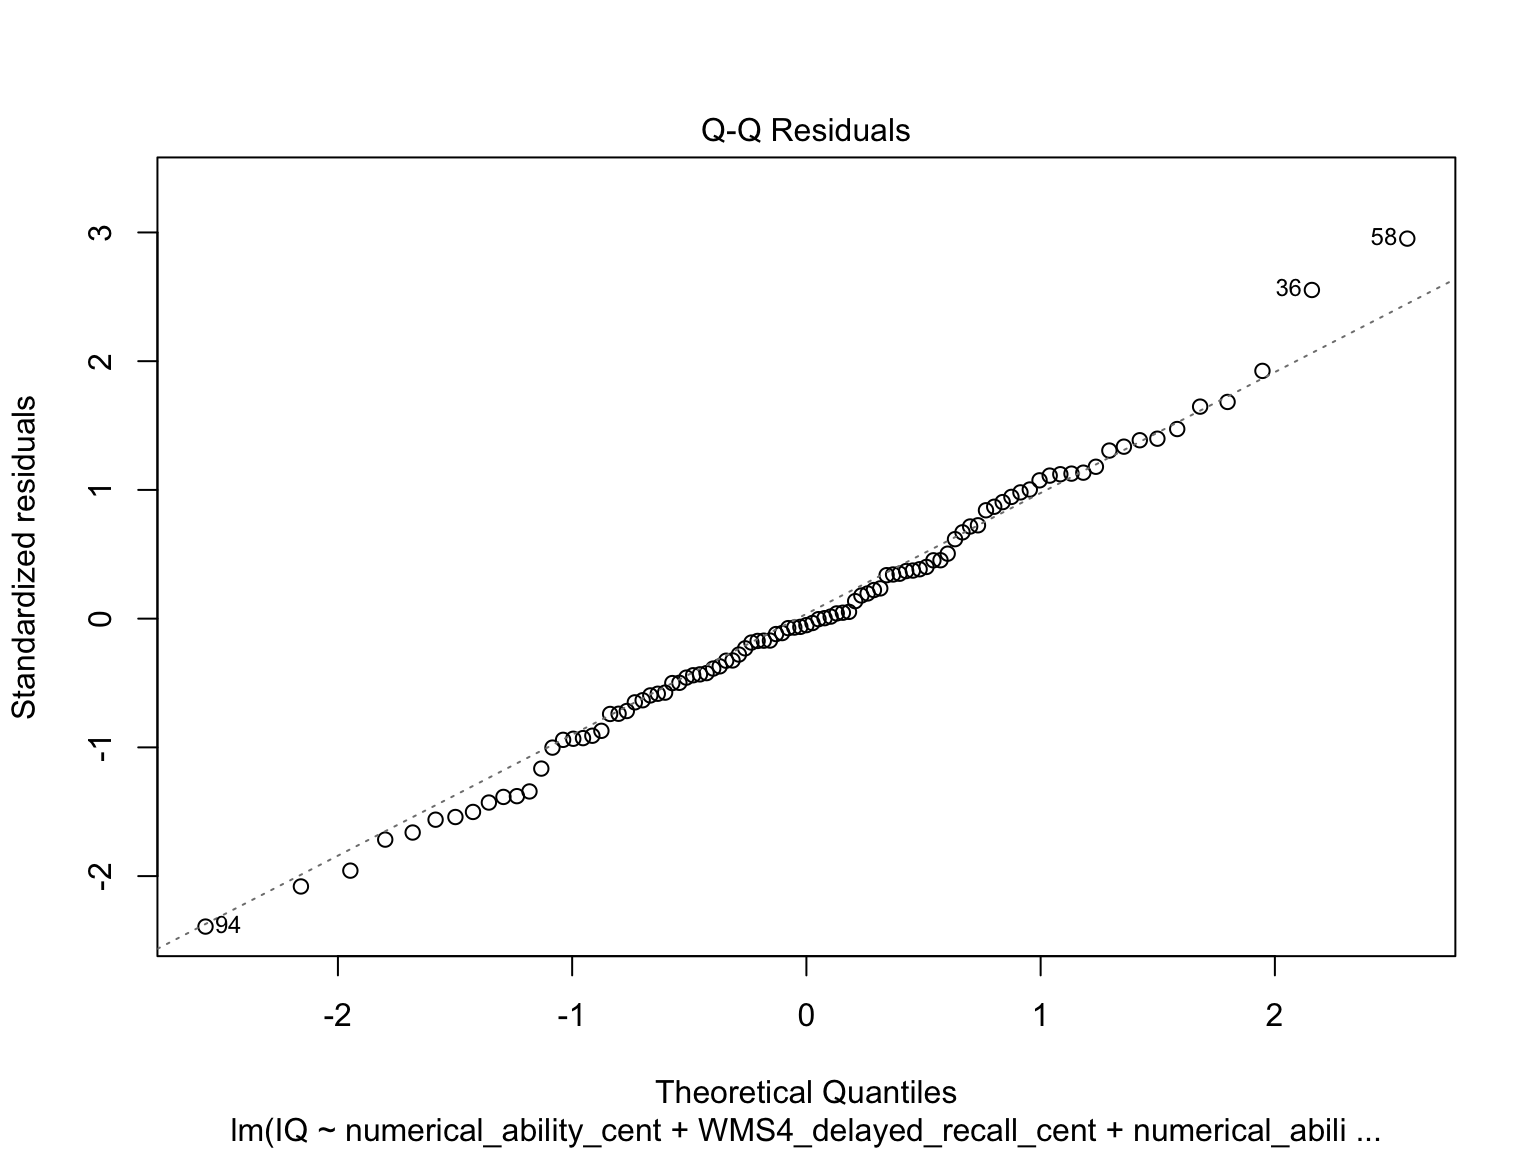 Q-Q Residuals
3
2
1
0
-1
-2
Standardized residuals
58
36
94
-2 -1 0 1 2
Theoretical Quantiles
lm(IQ ~ numerical_ability_cent + WMS4_delayed_recall_cent + numerical_abili ...